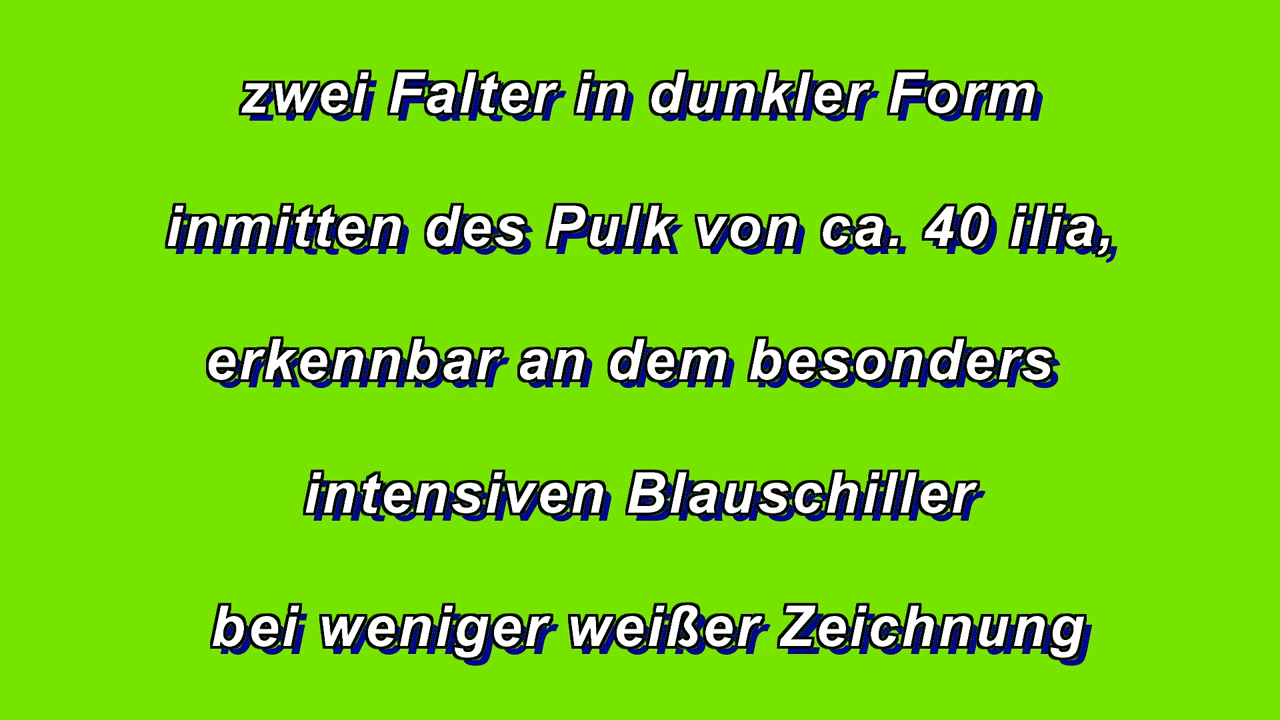 zwei Falter in dunkler Form
inmitten des Pulk von ca. 40 ilia,
erkennbar an dem besonders
intensiven Blauschiller
bei weniger weißer Zeichnung